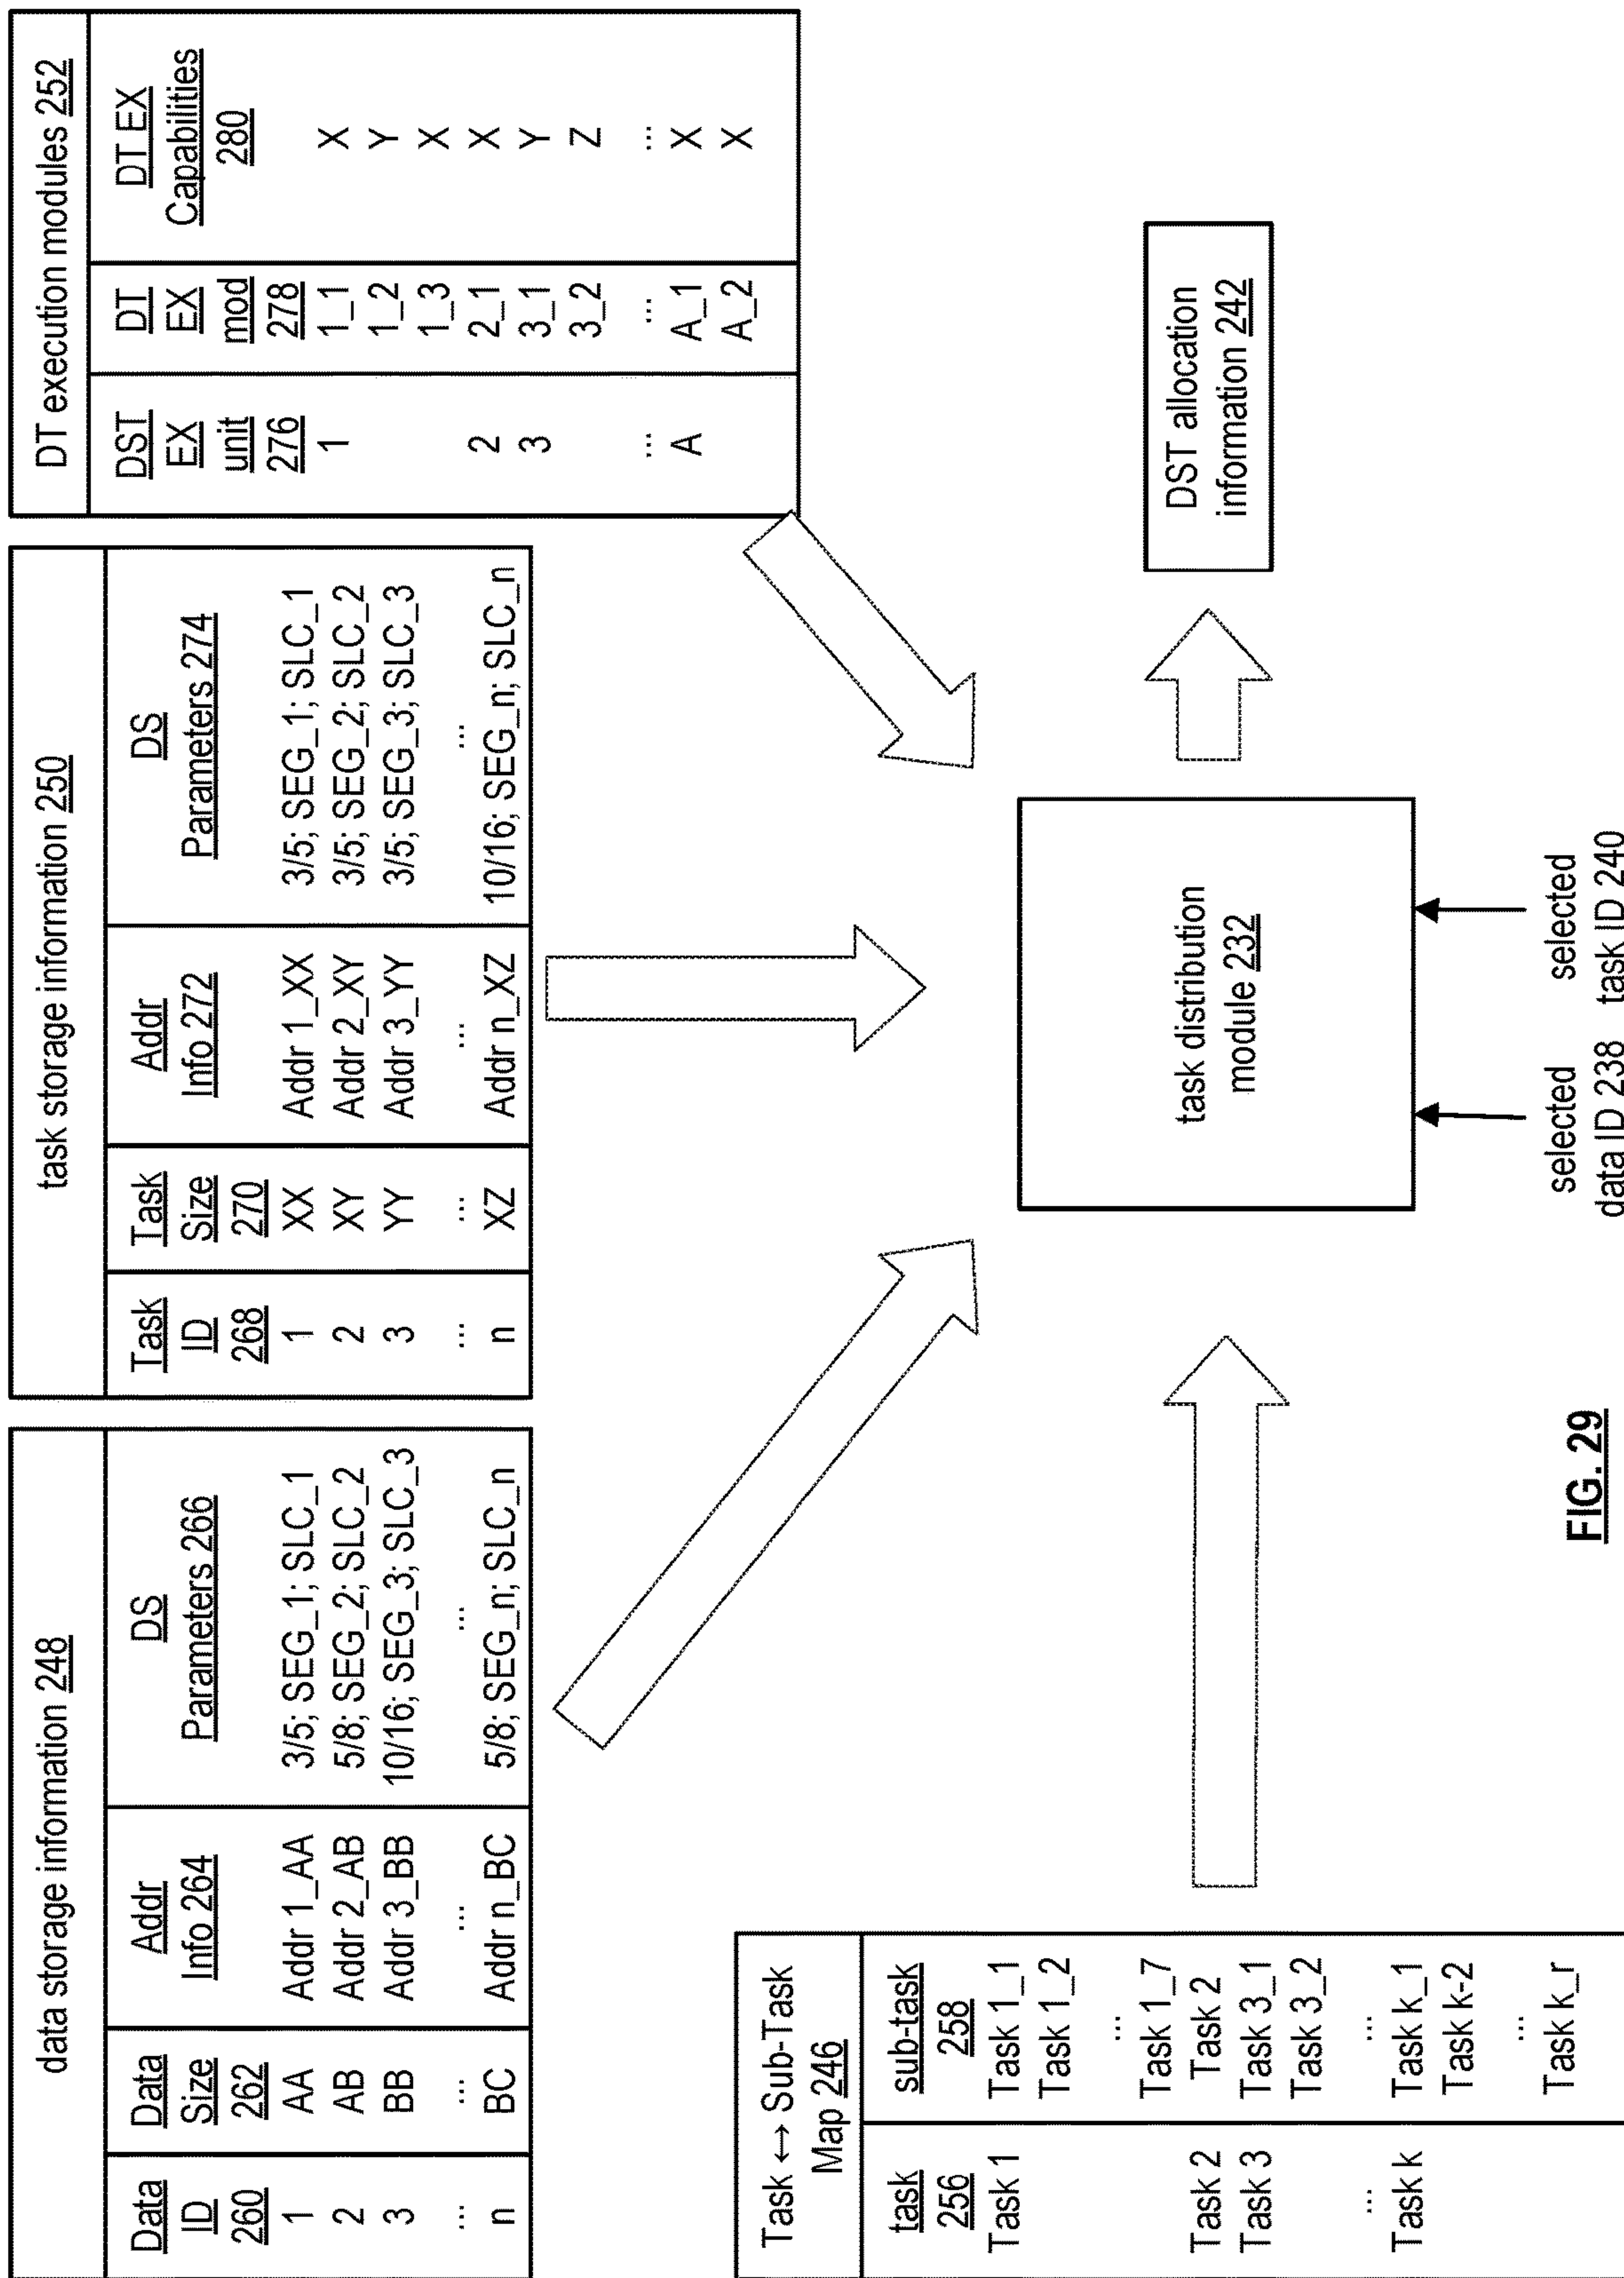 data storage information 248
Data ID 260 Data Size 262 Addr Info 264 DS Parameters 266
1 AA Addr 1_AA 3/5; SEG_1; SLC_1
2 AB Addr 2_AB 5/8; SEG_2; SLC_2
3 BB Addr 3_BB 10/16; SEG_3; SLC_3
... ... ... ...
n BC Addr n_BC 5/8; SEG_n; SLC_n
task storage information 250
Task ID 268 Task Size 270 Addr Info 272 DS Parameters 274
1 XX Addr 1_XX 3/5; SEG_1; SLC_1
2 XY Addr 2_XY 3/5; SEG_2; SLC_2
3 YY Addr 3_YY 3/5; SEG_3; SLC_3
... ... ... ...
n XZ Addr n_XZ 10/16; SEG_n; SLC_n
DT execution modules 252
DST EX unit 276 DT EX mod 278 DT EX Capabilities 280
1 1_1 X
1_2 Y
1_3 X
2 2_1 X
3 3_1 Y
3_2 Z
... ... ...
A A_1 X
A_2 X
Task ↔ Sub-Task
Map 246
task 256 sub-task 258
Task 1 Task 1_1
Task 1_2
...
Task 1_7
Task 2 Task 2
Task 3 Task 3_1
Task 3_2
... ...
Task k Task k_1
Task k-2
...
Task k_r
task distribution
module 232
DST allocation
information 242
selected
data ID 238
selected
task ID 240
FIG. 29